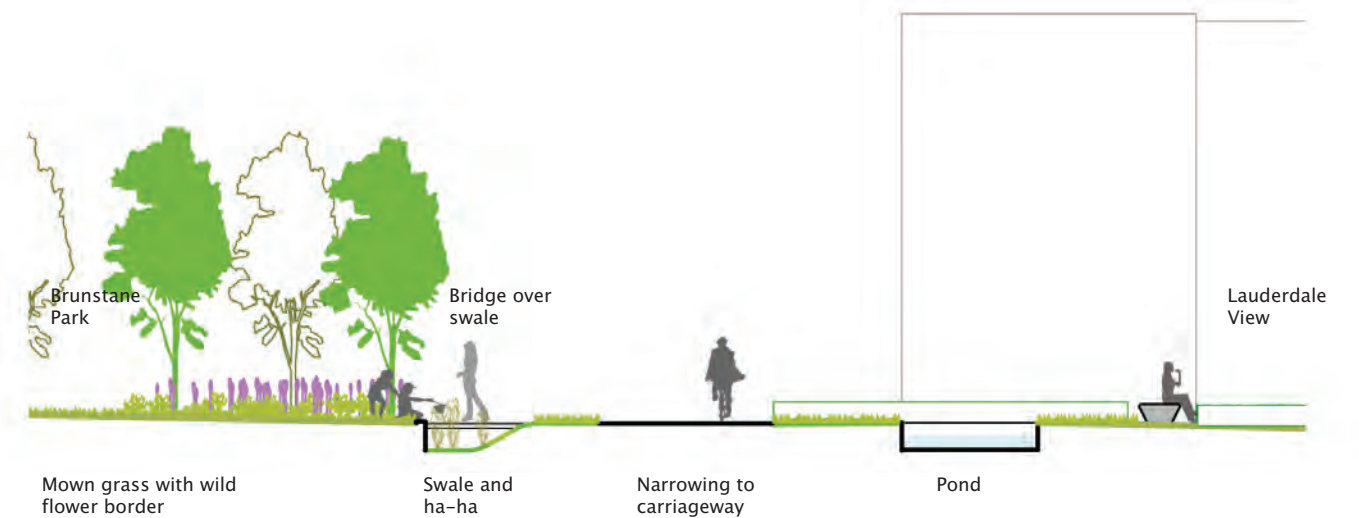 Brunstane
Park
Bridge over
swale
Lauderdale
View
Mown grass with wild
flower border
Swale and
ha-ha
Narrowing to
carriageway
Pond